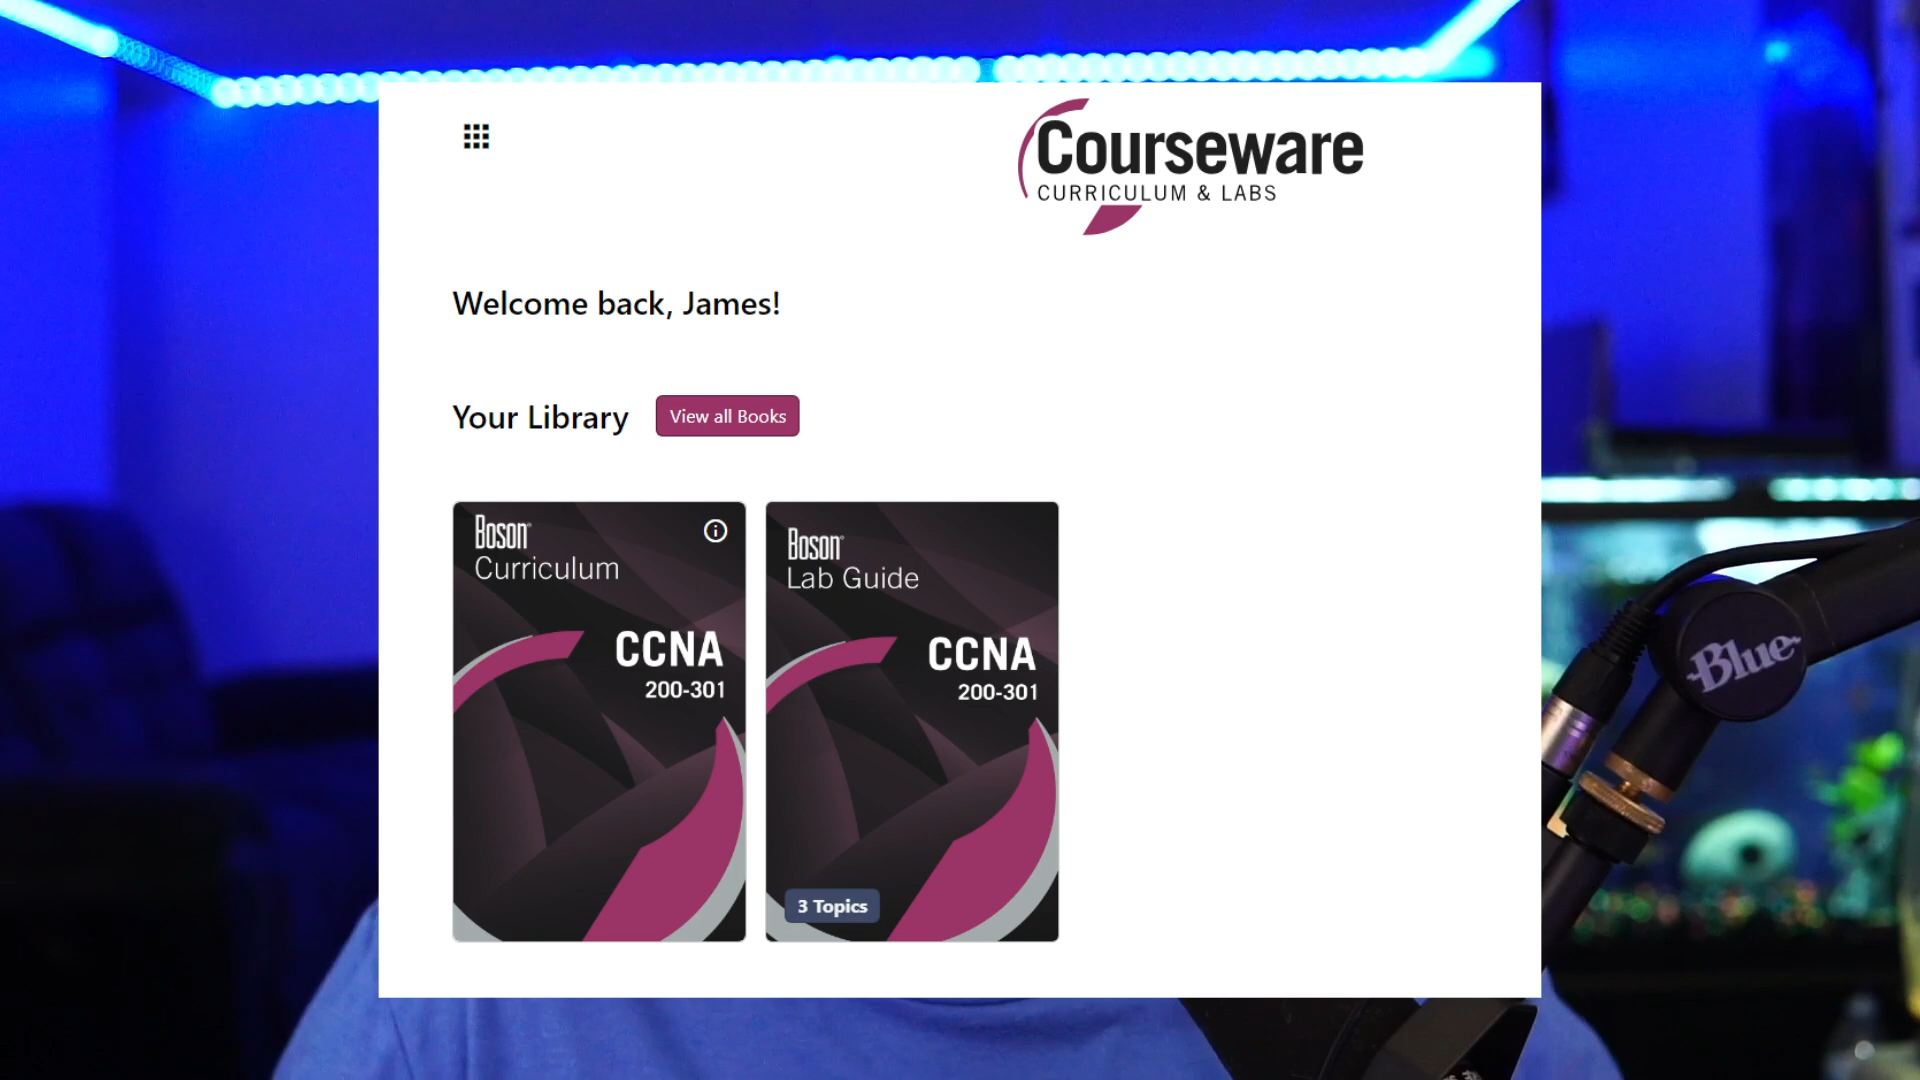 Courseware
CURRICULUM & LABS
Welcome back, James!
Your Library
View all Books
Boson
Curriculum
CCNA
200-301
Boson
Lab Guide
CCNA
200-301
3 Topics
Blue